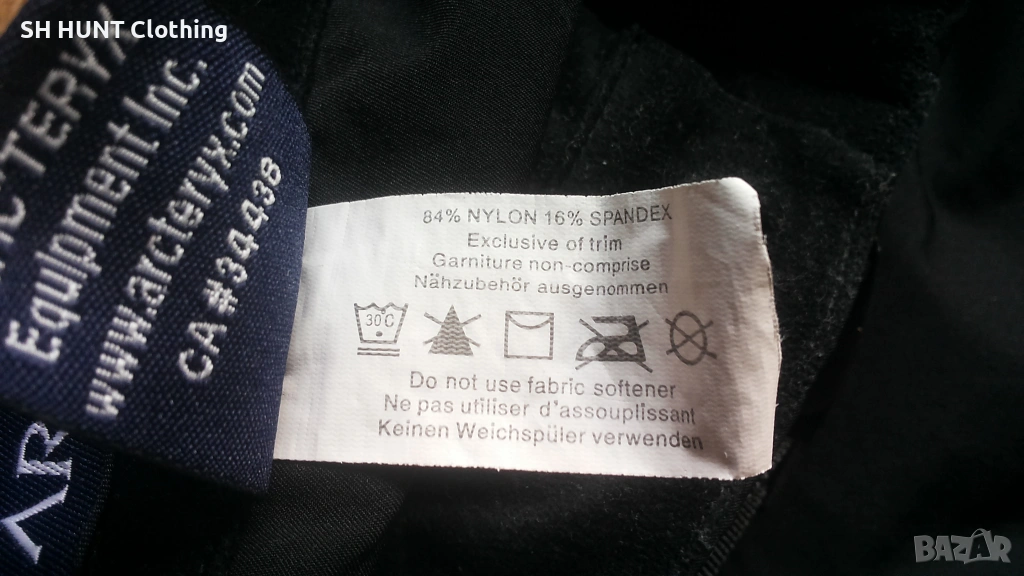 SH HUNT Clothing
Equipment Inc.
www.arcteryx.com
CA#34438
84% NYLON 16% SPANDEX
Exclusive of trim
Garniture non-comprise
Nähzubehör ausgenommen
30C
Do not use fabric softener
Ne pas utiliser d'assouplissant
Keinen Weichspüler verwenden
BAZAR